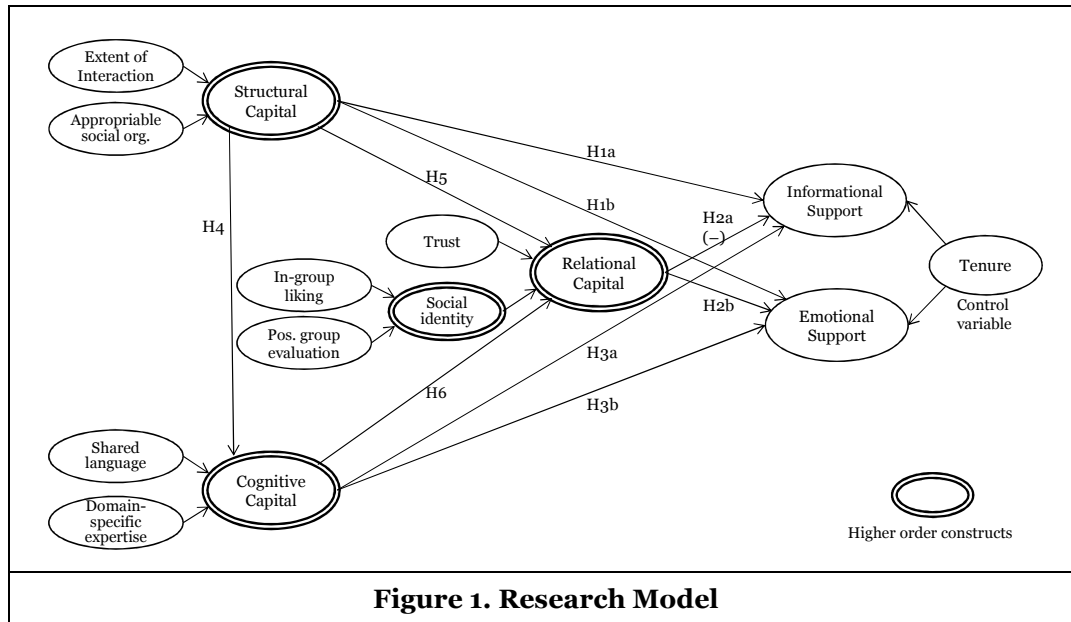 Extent of
Interaction
Structural
Capital
Appropriable
social org.
H1a
H5
Informational
Support
H1b
H2a
(–)
H4
Trust
Relational
Capital
Tenure
In-group
liking
Social
identity
H2b
Control
variable
Emotional
Support
Pos. group
evaluation
H3a
H6
H3b
Shared
language
Cognitive
Capital
Domain-
specific
expertise
Higher order constructs
Figure 1. Research Model